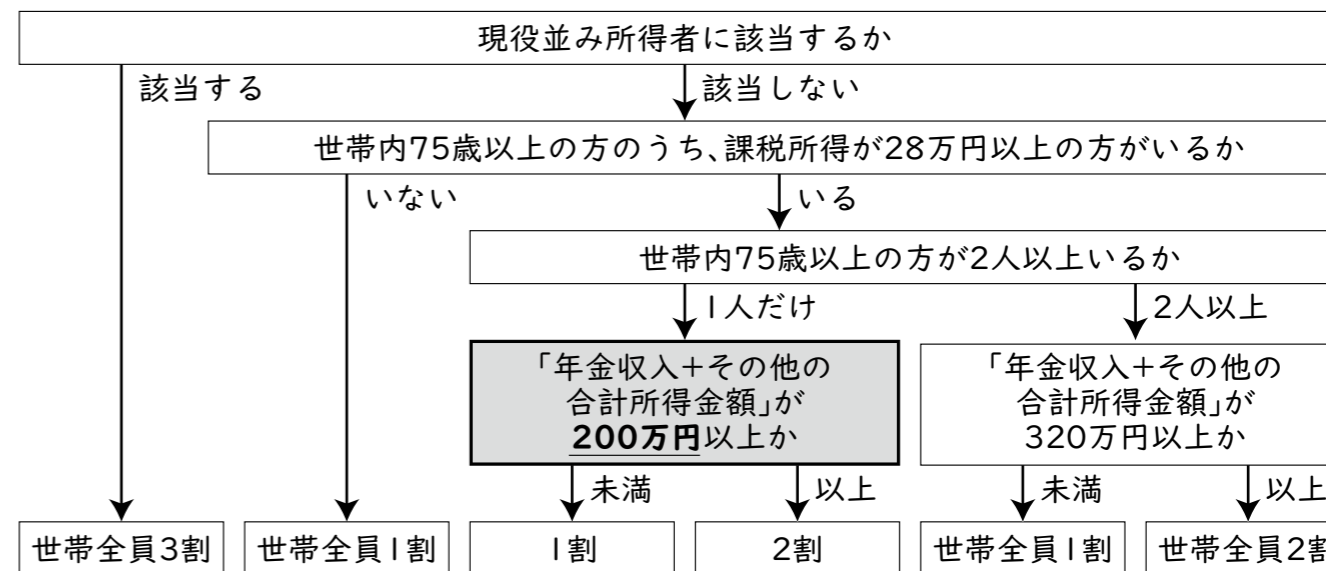 現役並み所得者に該当するか
該当する
該当しない
世帯内75歳以上の方のうち、課税所得が28万円以上の方がいるか
いない
いる
世帯内75歳以上の方が2人以上いるか
1人だけ
2人以上
「年金収入+その他の
合計所得金額」が
200万円以上か
「年金収入+その他の
合計所得金額」が
320万円以上か
未満
以上
未満
以上
世帯全員3割
世帯全員1割
1割
2割
世帯全員1割
世帯全員2割